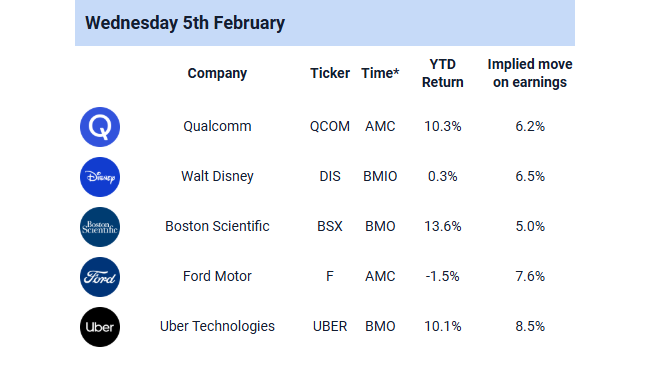 Wednesday 5th February
Company Ticker Time* YTD Return Implied move on earnings
Q Qualcomm QCOM AMC 10.3% 6.2%
Disney Walt Disney DIS BMIO 0.3% 6.5%
Boston Scientific Boston Scientific BSX BMO 13.6% 5.0%
Ford Ford Motor F AMC -1.5% 7.6%
Uber Uber Technologies UBER BMO 10.1% 8.5%